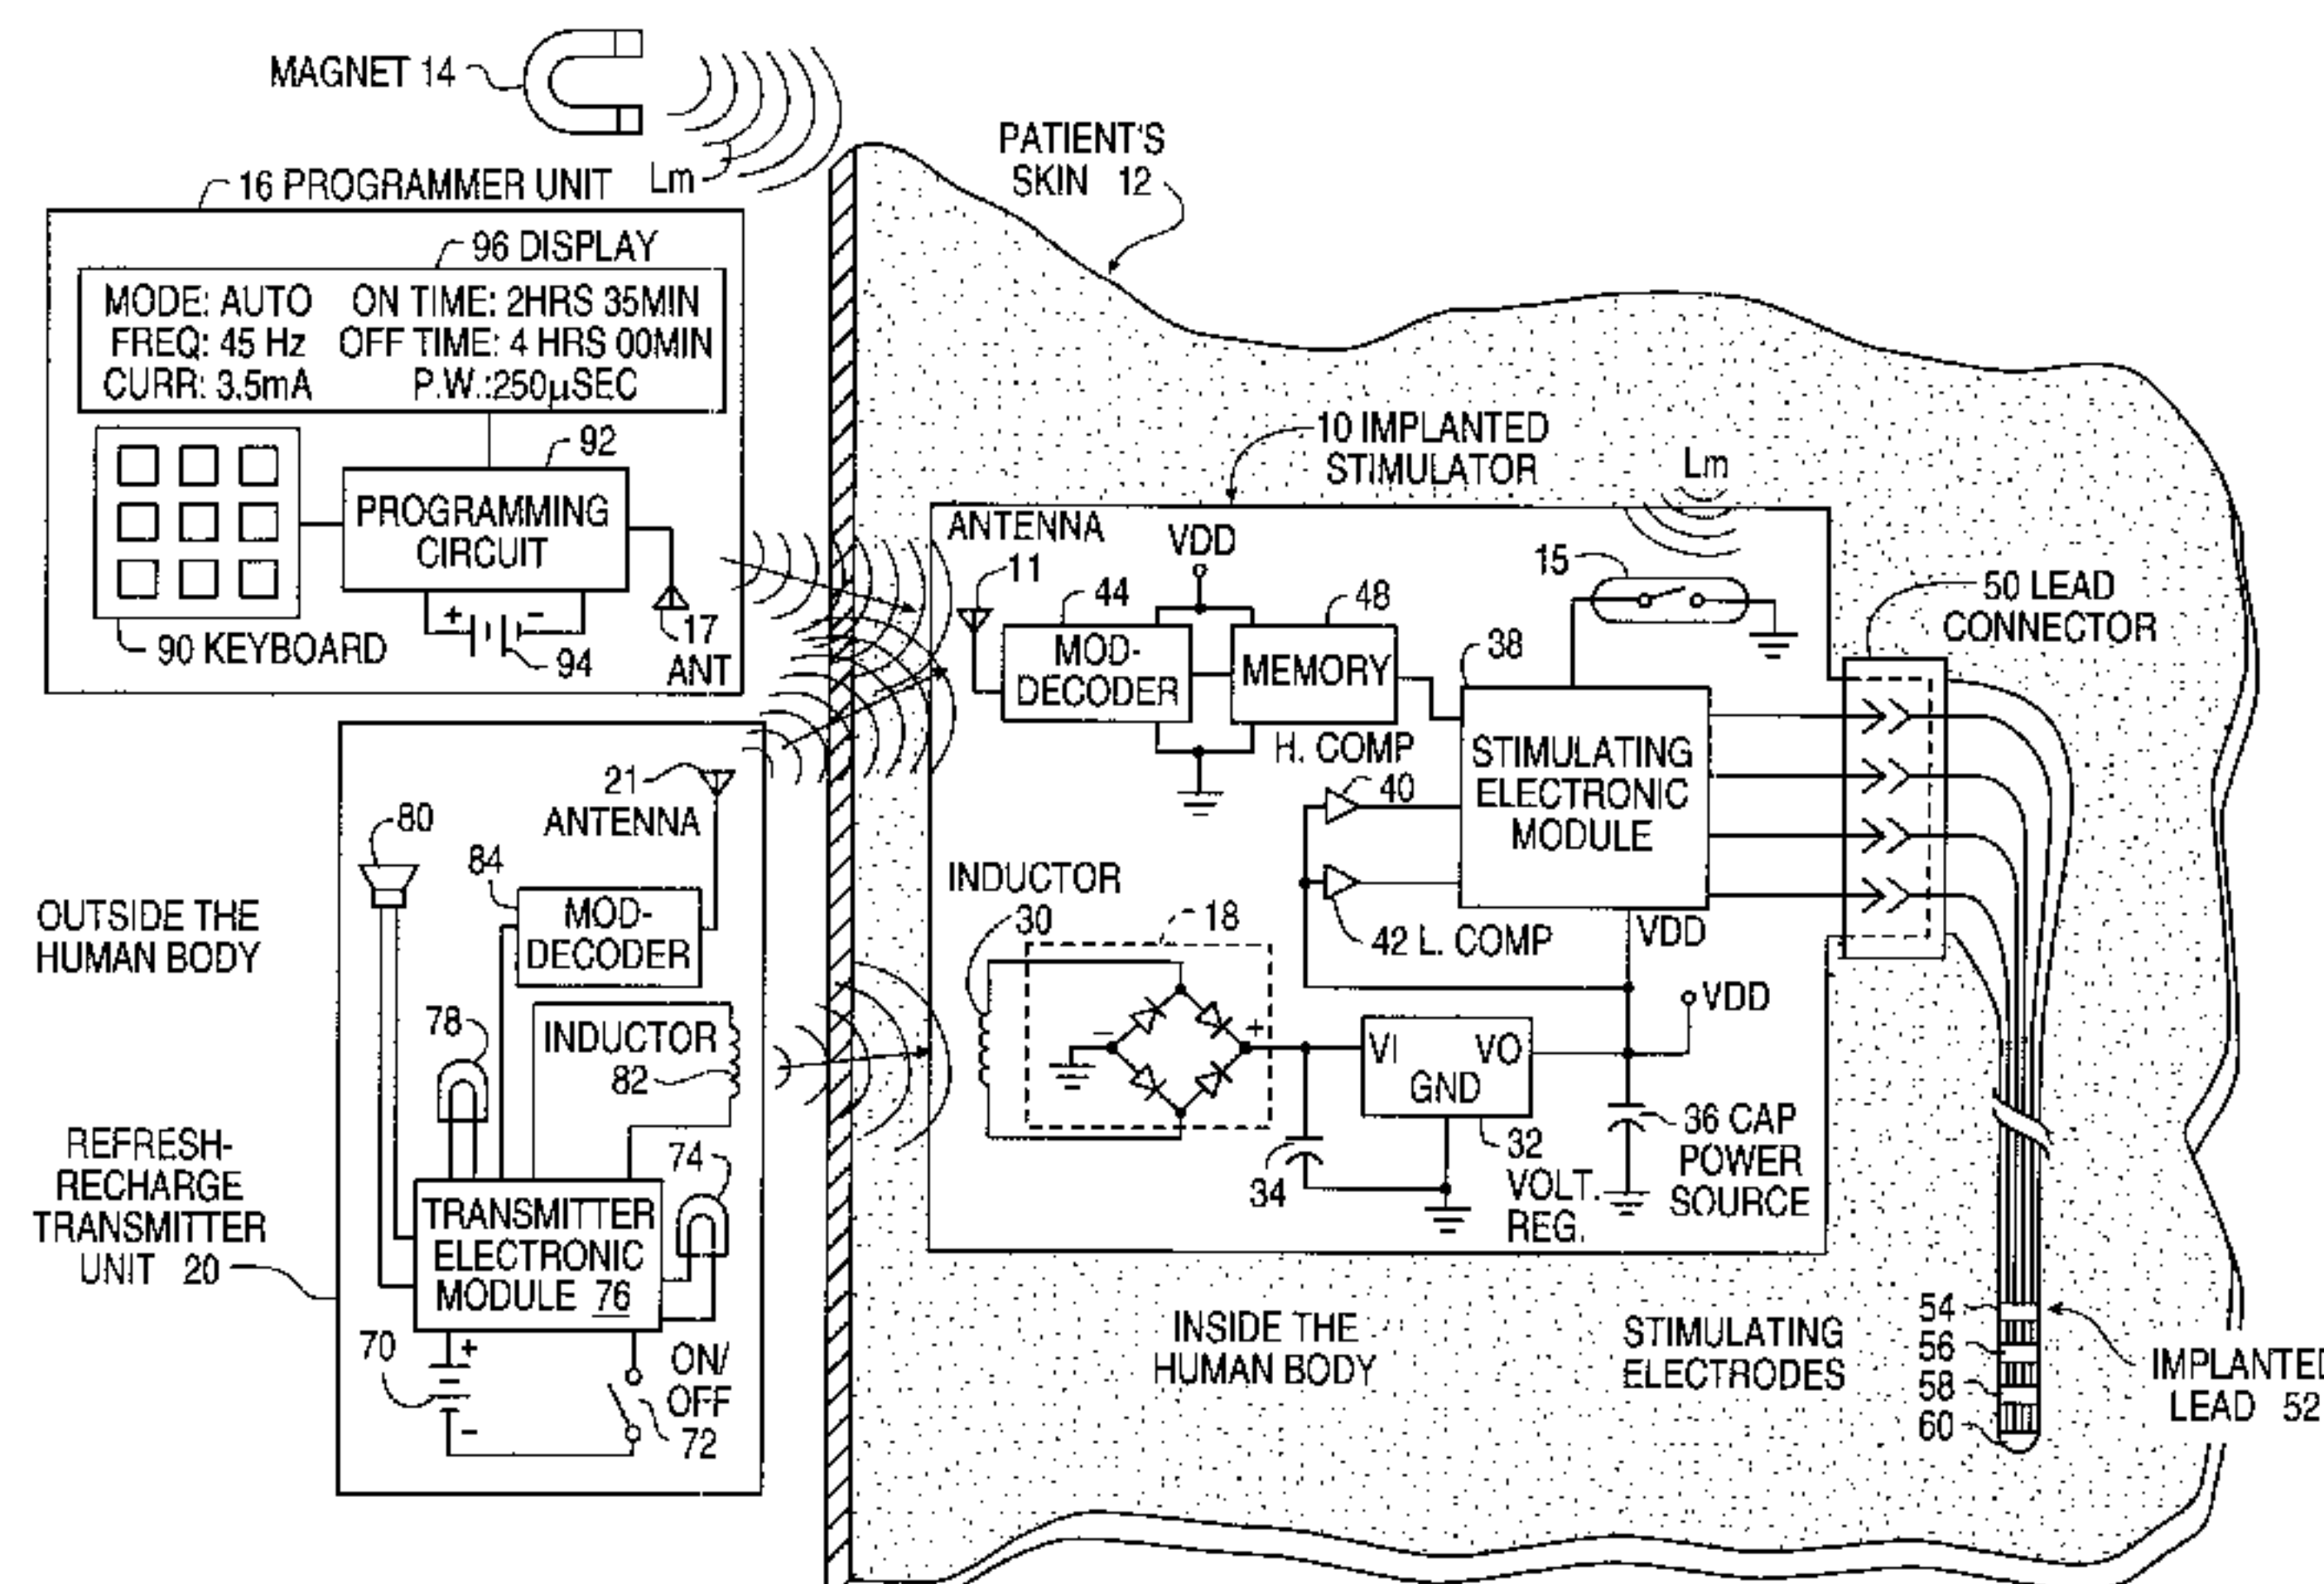 MAGNET 14
Lm
16 PROGRAMMER UNIT
96 DISPLAY
MODE: AUTO ON TIME: 2HRS 35MIN
FREQ: 45 Hz OFF TIME: 4 HRS 00MIN
CURR: 3.5mA P.W.:250µSEC
92
PROGRAMMING
CIRCUIT
+ -
94
90 KEYBOARD
17
ANT
PATIENT'S
SKIN 12
10 IMPLANTED
STIMULATOR
Lm
ANTENNA
11
VDD
15
44
MOD-
DECODER
48
MEMORY
38
STIMULATING
ELECTRONIC
MODULE
50 LEAD
CONNECTOR
H. COMP
40
42 L. COMP
VDD
INDUCTOR
30
18
- +
VI VO
GND
VDD
34
32
VOLT.
REG.
36 CAP
POWER
SOURCE
21
ANTENNA
80
84
MOD-
DECODER
OUTSIDE THE
HUMAN BODY
78
INDUCTOR
82
74
REFRESH-
RECHARGE
TRANSMITTER
UNIT 20
TRANSMITTER
ELECTRONIC
MODULE 76
70
+
-
ON/
OFF
72
INSIDE THE
HUMAN BODY
STIMULATING
ELECTRODES
54
56
58
60
IMPLANTED
LEAD 52